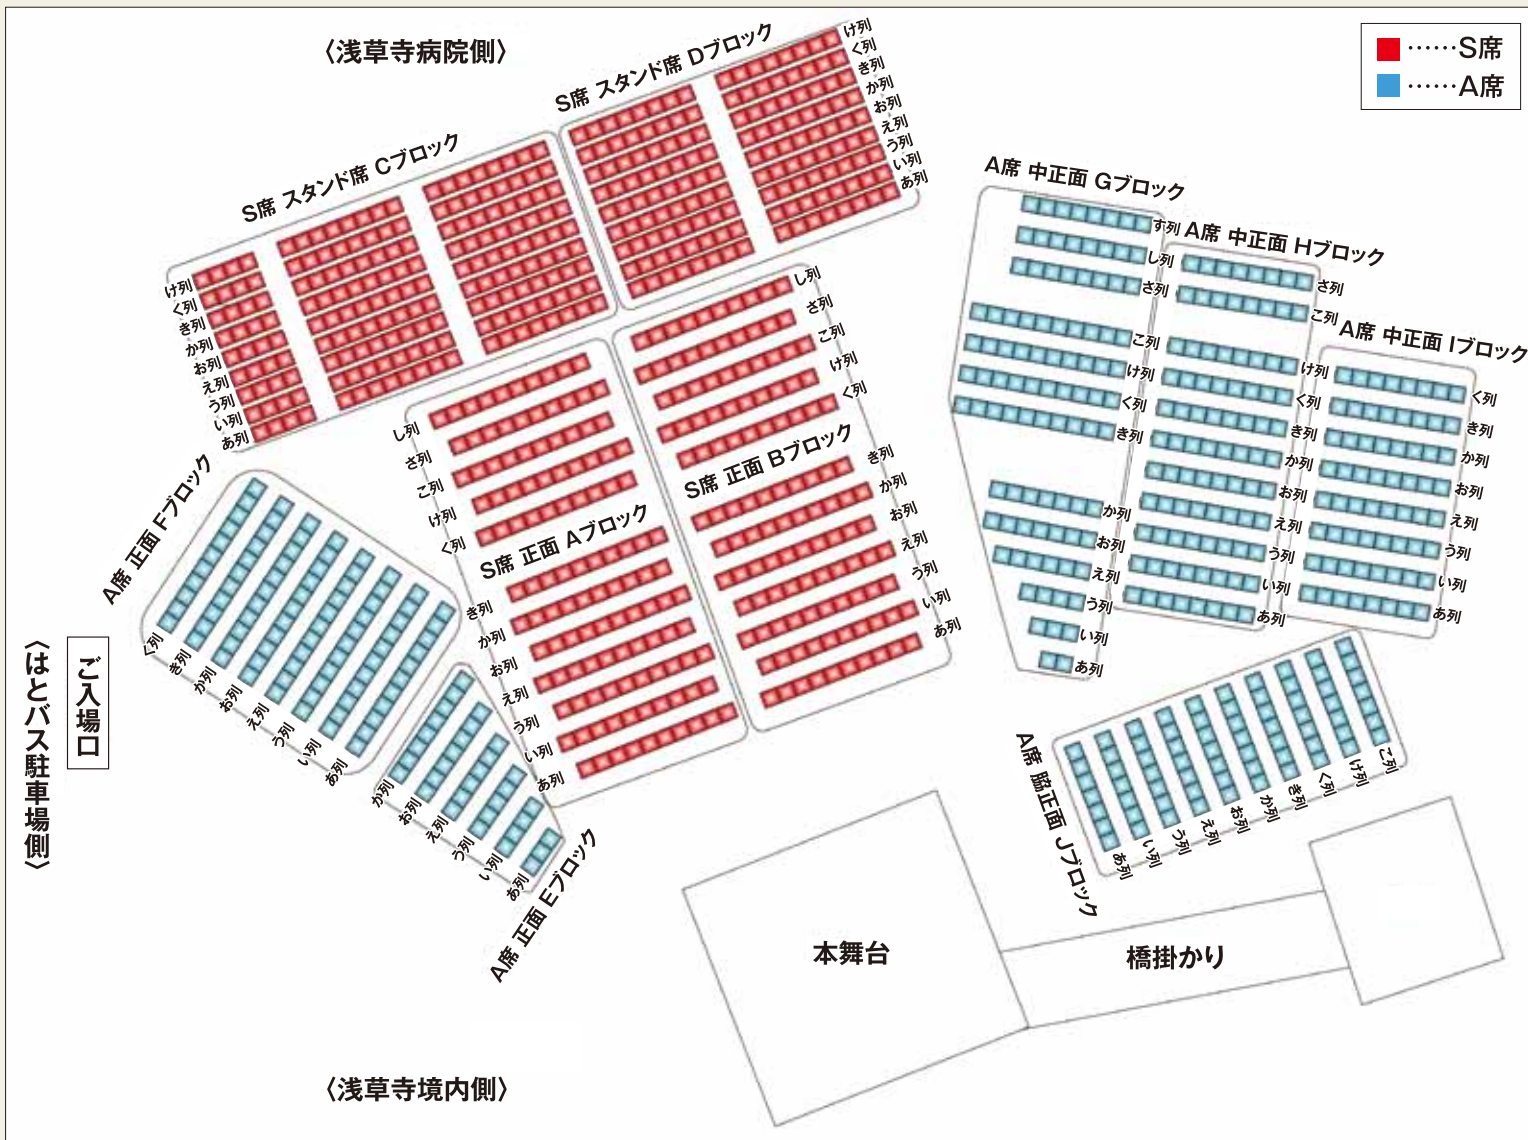 〈浅草寺病院側〉
……S席
……A席
S席 スタンド席 Cブロック
け列
く列
き列
か列
お列
え列
う列
い列
あ列
S席 スタンド席 Dブロック
け列
く列
き列
か列
お列
え列
う列
い列
あ列
S席 正面 Aブロック
し列
さ列
こ列
け列
く列
き列
か列
お列
え列
う列
い列
あ列
S席 正面 Bブロック
し列
さ列
こ列
け列
く列
き列
か列
お列
え列
う列
い列
あ列
A席 正面 Fブロック
く列
き列
か列
お列
え列
う列
い列
あ列
A席 正面 Eブロック
か列
お列
え列
う列
い列
あ列
A席 中正面 Gブロック
す列
し列
さ列
こ列
け列
く列
き列
か列
お列
え列
う列
い列
あ列
A席 中正面 Hブロック
さ列
こ列
け列
く列
き列
か列
お列
え列
う列
い列
あ列
A席 中正面 Iブロック
く列
き列
か列
お列
え列
う列
い列
あ列
A席 脇正面 Jブロック
あ列
い列
う列
え列
お列
か列
き列
く列
け列
こ列
〈はとバス駐車場側〉
ご入場口
本舞台
橋掛かり
〈浅草寺境内側〉